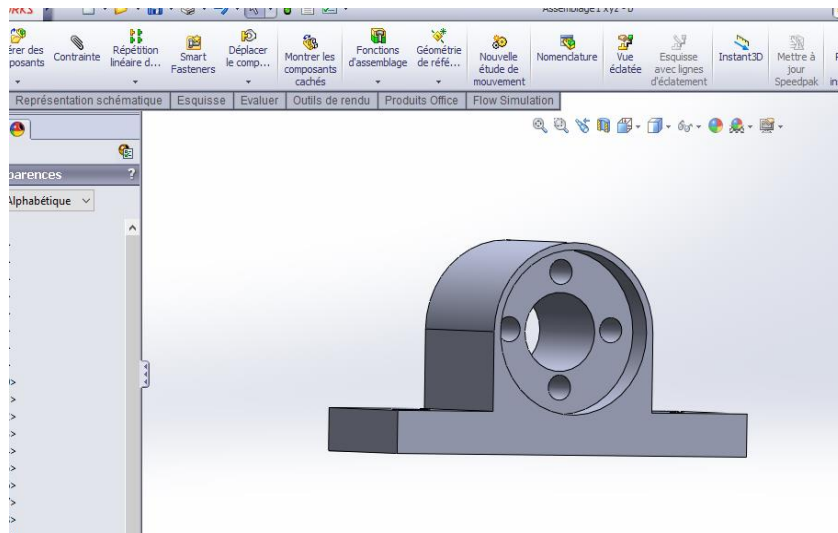 ORKS
Assemblage1 xyz - D
érer des
posants
Contrainte
Répétition
linéaire d...
Smart
Fasteners
Déplacer
le comp...
Montrer les
composants
cachés
Fonctions
d'assemblage
Géométrie
de réfé...
Nouvelle
étude de
mouvement
Nomenclature
Vue
éclatée
Esquisse
avec lignes
d'éclatement
Instant3D
Mettre à
jour
Speedpak
Représentation schématique
Esquisse
Evaluer
Outils de rendu
Produits Office
Flow Simulation
parences
?
Alphabétique